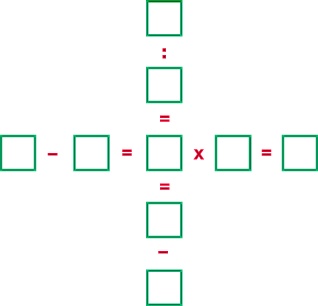 :
=
– = x =
=
–